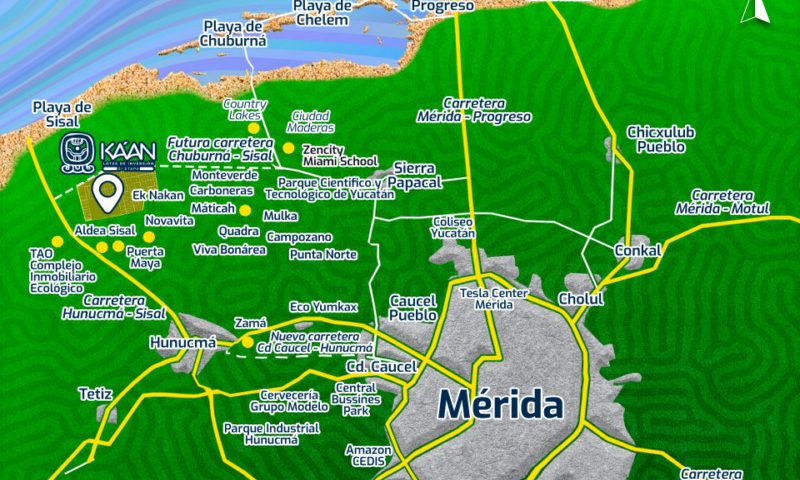 Playa de
Chelem
Progreso
Playa de
Chuburná
Playa de
Sisal
Country
Lakes
Ciudad
Maderas
Carretera
Mérida - Progreso
Chicxulub
Pueblo
KA'AN
LOTES DE INVERSIÓN
Futura carretera
Chuburná - Sisal
Zencity
Miami School
Monteverde
Carboneras
Parque Científico y
Tecnológico de Yucatán
Sierra
Papacal
Carretera
Mérida - Motul
Ek Nakan
Máticah
Mulka
Novavita
Aldea Sisal
Quadra
Campozano
Coliseo
Yucatán
Viva Bonárea
Punta Norte
Puerta
Maya
Conkal
TAO
Complejo
Inmobiliario
Ecológico
Carretera
Hunucmá - Sisal
Eco Yumkax
Caucel
Pueblo
Tesla Center
Mérida
Cholul
Zamá
Hunucmá
Nueva carretera
Cd Caucel - Hunucmá
Cd. Caucel
Tetiz
Cervecería
Grupo Modelo
Central
Bussines
Park
Mérida
Parque Industrial
Hunucmá
Amazon
CEDIS
Carretera